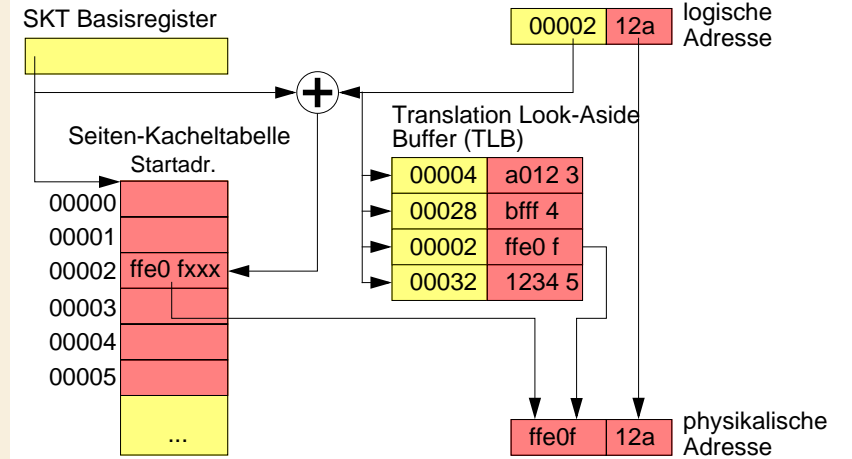 SKT Basisregister
00002 12a
logische
Adresse
Translation Look-Aside
Buffer (TLB)
Seiten-Kacheltabelle
Startadr.
00004 a012 3
00028 bfff 4
00002 ffe0 f
00032 1234 5
00000
00001
00002 ffe0 fxxx
00003
00004
00005
...
ffe0f 12a
physikalische
Adresse